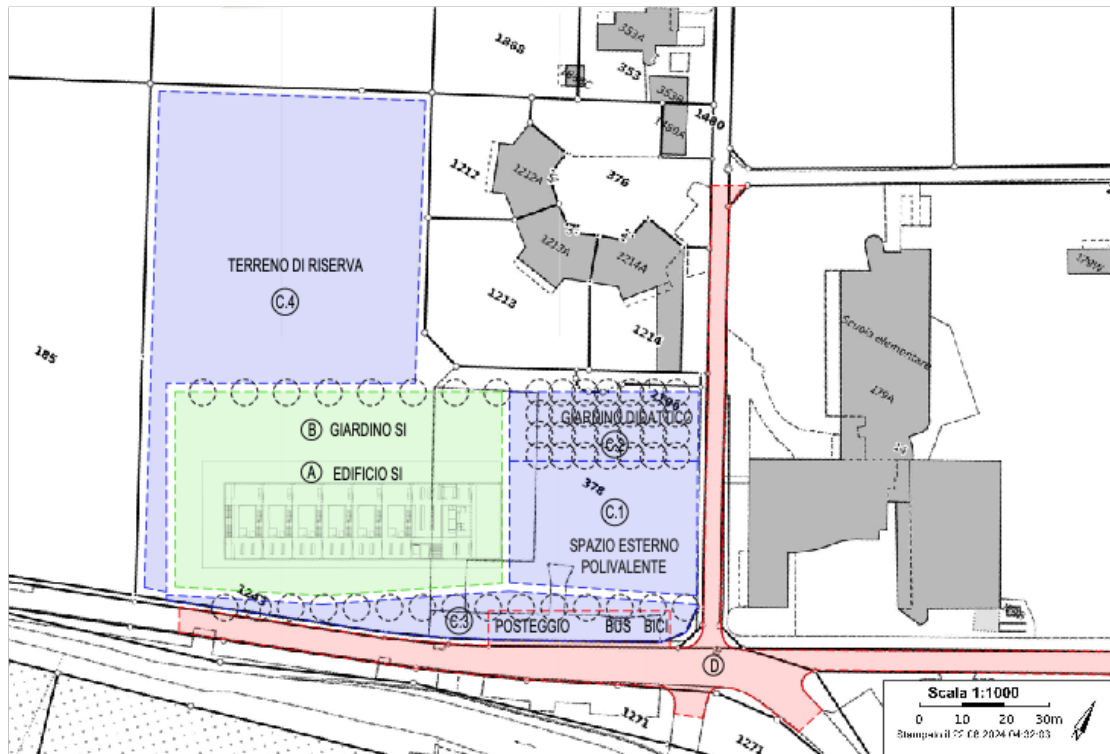 353A
1868
353
353B
1480
1480A
1212
1212A
376
1213A
1214A
TERRENO DI RISERVA
C.4
1213
1214
185
Scuola elementare
179A
B GIARDINO SI
GIARDINO DIDATTICO
C.2
A EDIFICIO SI
378
C.1
SPAZIO ESTERNO
POLIVALENTE
1243
C.3
POSTEGGIO BUS BICI
D
1271
1271
Scala 1:1000
0 10 20 30m